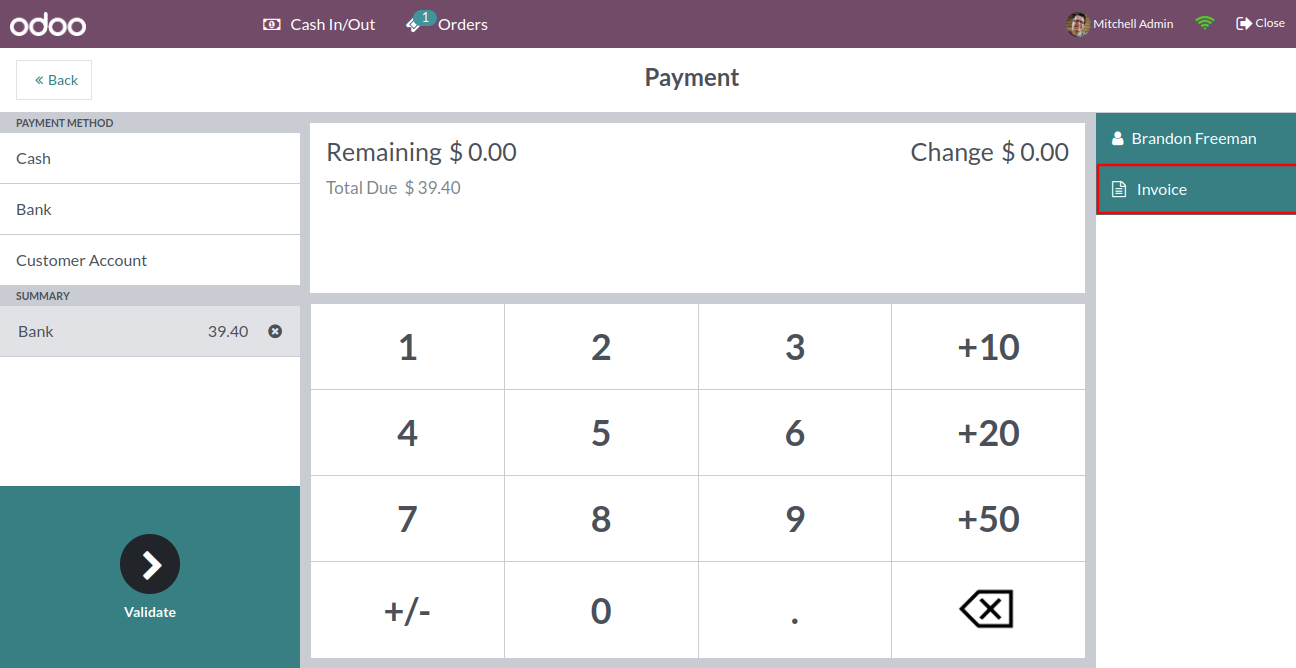 odoo
Cash In/Out
1
Orders
Mitchell Admin
Close
« Back
Payment
PAYMENT METHOD
Cash
Bank
Customer Account
SUMMARY
Bank 39.40
Validate
Remaining $ 0.00
Change $ 0.00
Total Due $ 39.40
1 2 3 +10
4 5 6 +20
7 8 9 +50
+/- 0 .
Brandon Freeman
Invoice